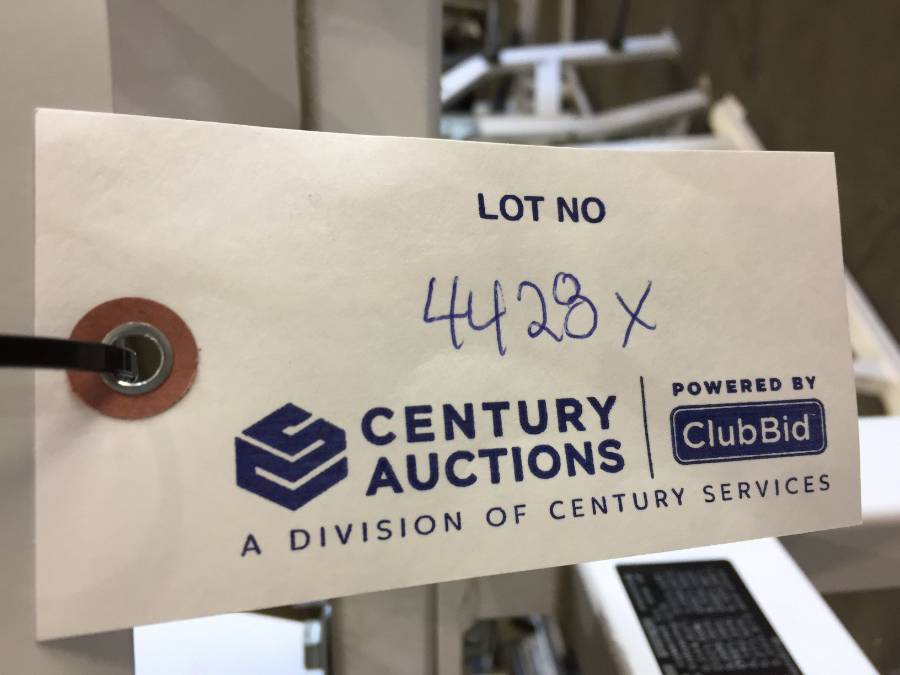 LOT NO
4428 X
CENTURY
AUCTIONS
POWERED BY
ClubBid
A DIVISION OF CENTURY SERVICES